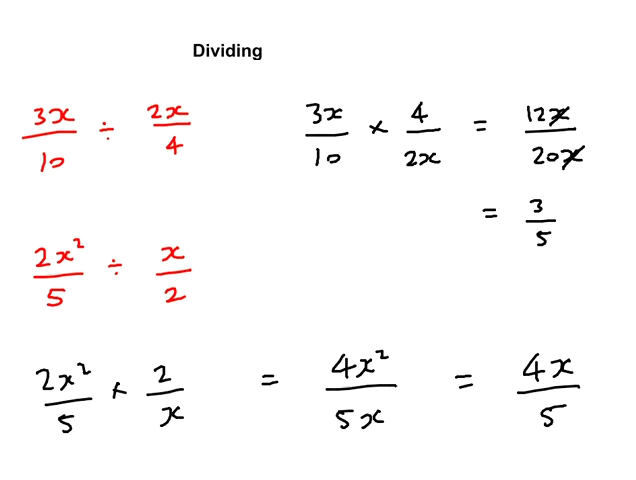 Dividing
3x/10 ÷ 2x/4
3x/10 × 4/2x = 12x/20x
= 3/5
2x²/5 ÷ x/2
2x²/5 × 2/x = 4x²/5x = 4x/5